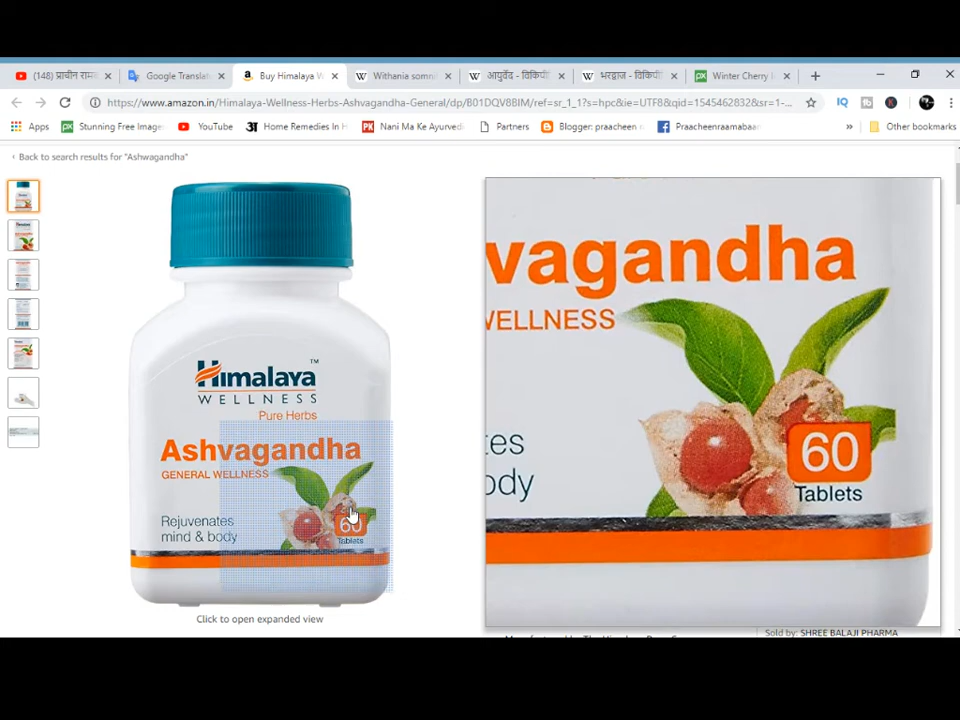 (148) प्राचीन राम
Google Translat
Buy Himalaya W
Withania somn
आयुर्वेद - विकिपी
भरद्वाज - विकिपी
Winter Cherry
https://www.amazon.in/Himalaya-Wellness-Herbs-Ashvagandha-General/dp/B01DQV8BIM/ref=sr_1_1?s=hpc&ie=UTF8&qid=1545462832&sr=1-...
Apps
Stunning Free Image
YouTube
Home Remedies In H
Nani Ma Ke Ayurved
Partners
Blogger: praacheen r
Praacheenraamabaan
Other bookmarks
Back to search results for "Ashwagandha"
Himalaya™
WELLNESS
Pure Herbs
Ashvagandha
GENERAL WELLNESS
Rejuvenates
mind & body
60
Tablets
Click to open expanded view
vagandha
WELLNESS
tes
body
60
Tablets
Sold by: SHREE BALAJI PHARMA